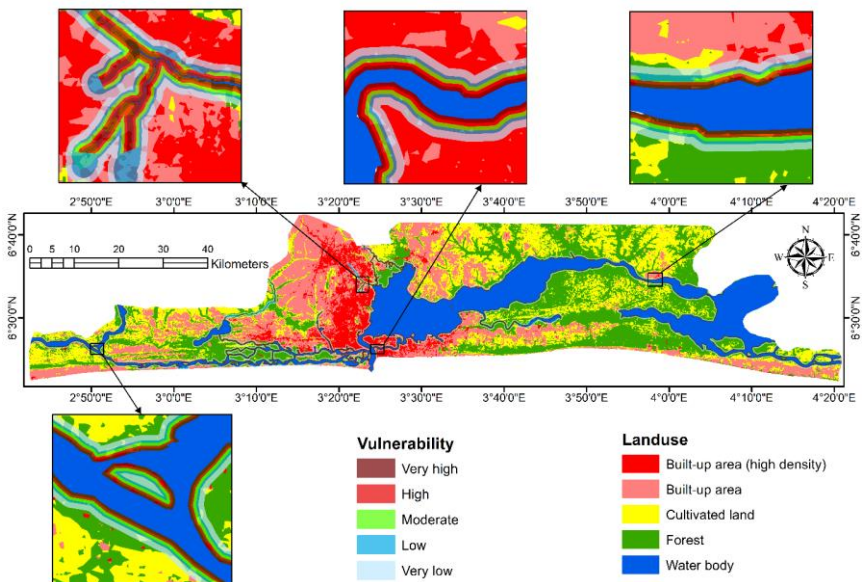 2°50'0"E 3°0'0"E 3°10'0"E 3°20'0"E 3°30'0"E 3°40'0"E 3°50'0"E 4°0'0"E 4°10'0"E 4°20'0"E
6°40'0"N
6°30'0"N
0 5 10 20 30 40
Kilometers
N
W E
S
6°40'0"N
6°30'0"N
2°50'0"E 3°0'0"E 3°10'0"E 3°20'0"E 3°30'0"E 3°40'0"E 3°50'0"E 4°0'0"E 4°10'0"E 4°20'0"E
Vulnerability
Very high
High
Moderate
Low
Very low
Landuse
Built-up area (high density)
Built-up area
Cultivated land
Forest
Water body